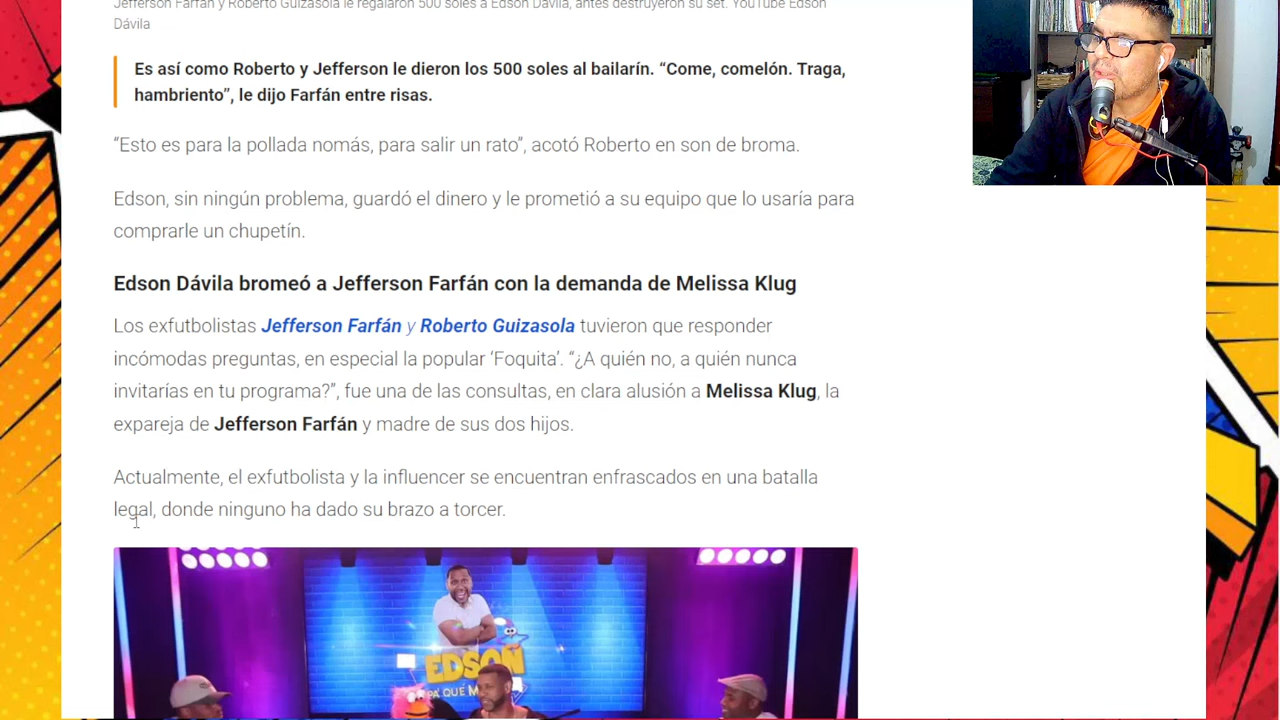 Jefferson Farfán y Roberto Guizasola le regalaron 500 soles a Edson Dávila, antes destruyeron su set. YouTube Edson
Dávila
Es así como Roberto y Jefferson le dieron los 500 soles al bailarín. “Come, comelón. Traga,
hambriento”, le dijo Farfán entre risas.
“Esto es para la pollada nomás, para salir un rato”, acotó Roberto en son de broma.
Edson, sin ningún problema, guardó el dinero y le prometió a su equipo que lo usaría para
comprarle un chupetín.
Edson Dávila bromeó a Jefferson Farfán con la demanda de Melissa Klug
Los exfutbolistas Jefferson Farfán y Roberto Guizasola tuvieron que responder
incómodas preguntas, en especial la popular ‘Foquita’. “¿A quién no, a quién nunca
invitarías en tu programa?”, fue una de las consultas, en clara alusión a Melissa Klug, la
expareja de Jefferson Farfán y madre de sus dos hijos.
Actualmente, el exfutbolista y la influencer se encuentran enfrascados en una batalla
legal, donde ninguno ha dado su brazo a torcer.
EDSON
PA' QUÉ M